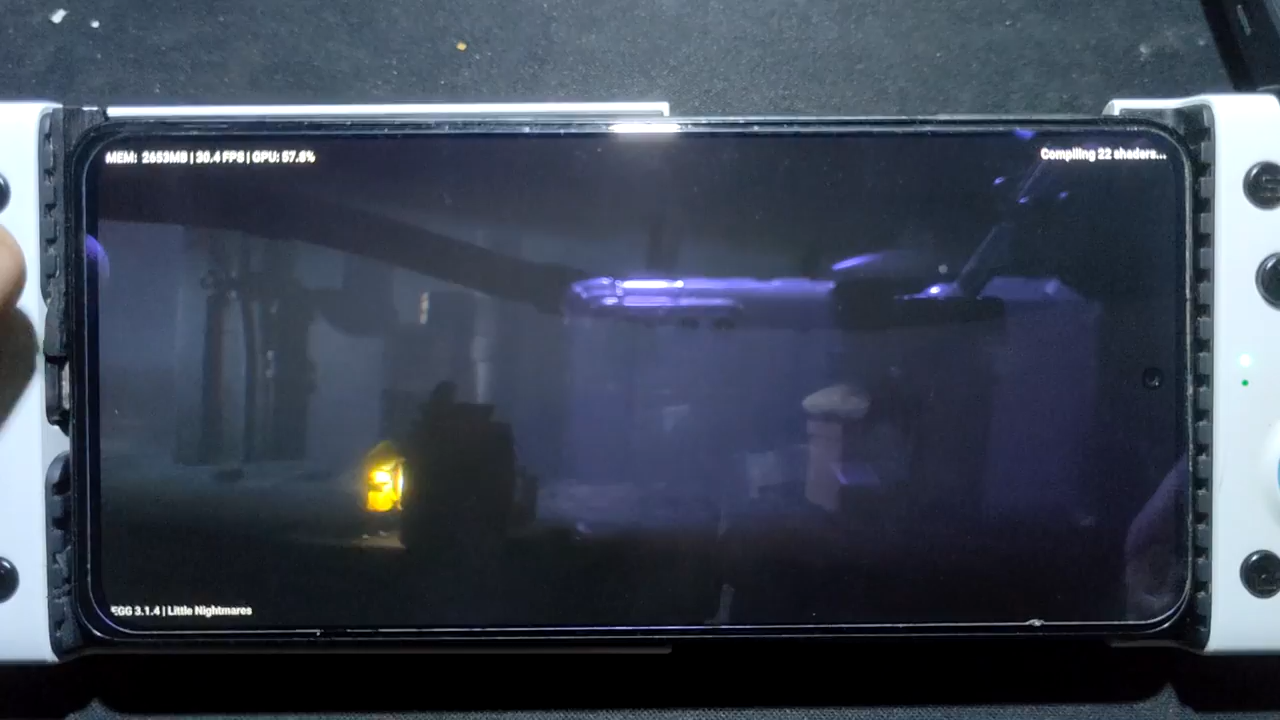 MEM: 2653MB | 30.4 FPS | GPU: 57.6%
Compiling 22 shaders...
EGG 3.1.4 | Little Nightmares